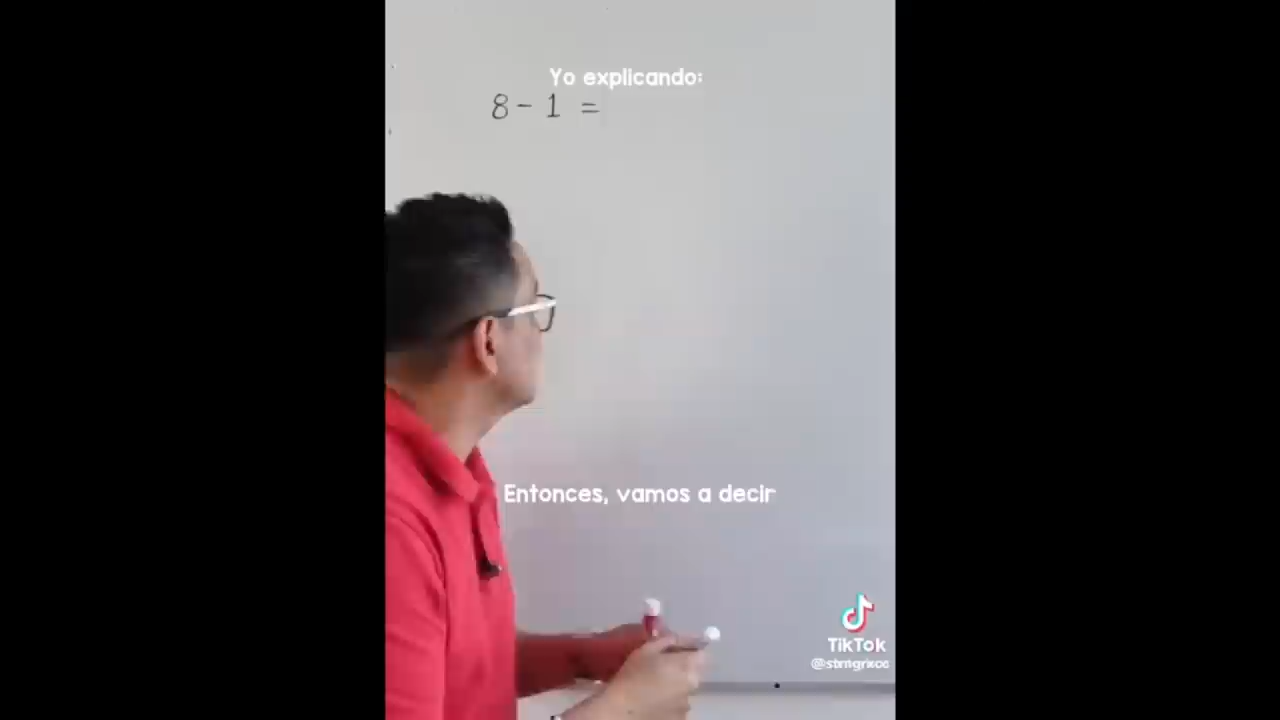 Yo explicando:
8 - 1 =
Entonces, vamos a decir
TikTok